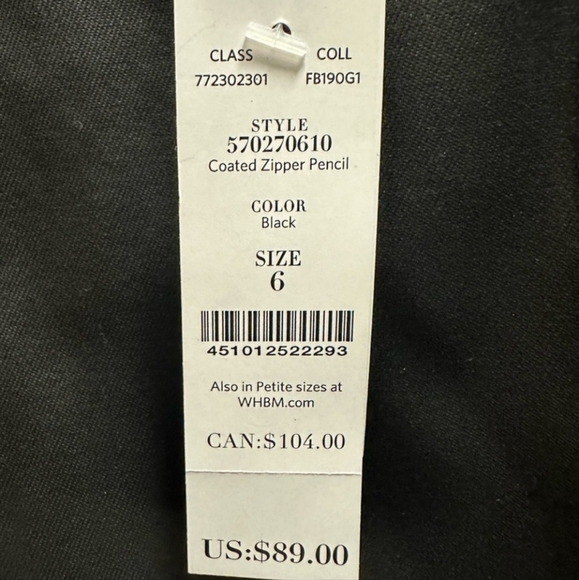 CLASS COLL
772302301 FB190G1
STYLE
570270610
Coated Zipper Pencil
COLOR
Black
SIZE
6
451012522293
Also in Petite sizes at
WHBM.com
CAN:$104.00
US:$89.00